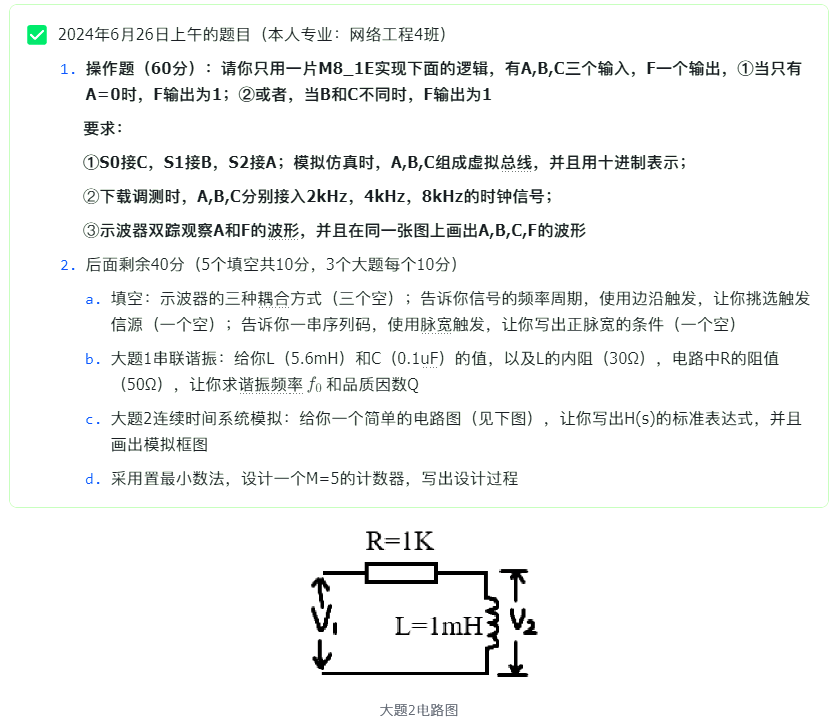 2024年6月26日上午的题目（本人专业：网络工程4班）
1. 操作题（60分）：请你只用一片M8_1E实现下面的逻辑，有A,B,C三个输入，F一个输出，①当只有
A=0时，F输出为1；②或者，当B和C不同时，F输出为1
要求：
①S0接C，S1接B，S2接A；模拟仿真时，A,B,C组成虚拟总线，并且用十进制表示；
②下载调测时，A,B,C分别接入2kHz，4kHz，8kHz的时钟信号；
③示波器双踪观察A和F的波形，并且在同一张图上画出A,B,C,F的波形
2. 后面剩余40分（5个填空共10分，3个大题每个10分）
a. 填空：示波器的三种耦合方式（三个空）；告诉你信号的频率周期，使用边沿触发，让你挑选触发
信源（一个空）；告诉你一串序列码，使用脉宽触发，让你写出正脉宽的条件（一个空）
b. 大题1串联谐振：给你L（5.6mH）和C（0.1uF）的值，以及L的内阻（30Ω），电路中R的阻值
（50Ω），让你求谐振频率 f₀ 和品质因数Q
c. 大题2连续时间系统模拟：给你一个简单的电路图（见下图），让你写出H(s)的标准表达式，并且
画出模拟框图
d. 采用置最小数法，设计一个M=5的计数器，写出设计过程
R=1K
V₁
L=1mH
V₂
大题2电路图